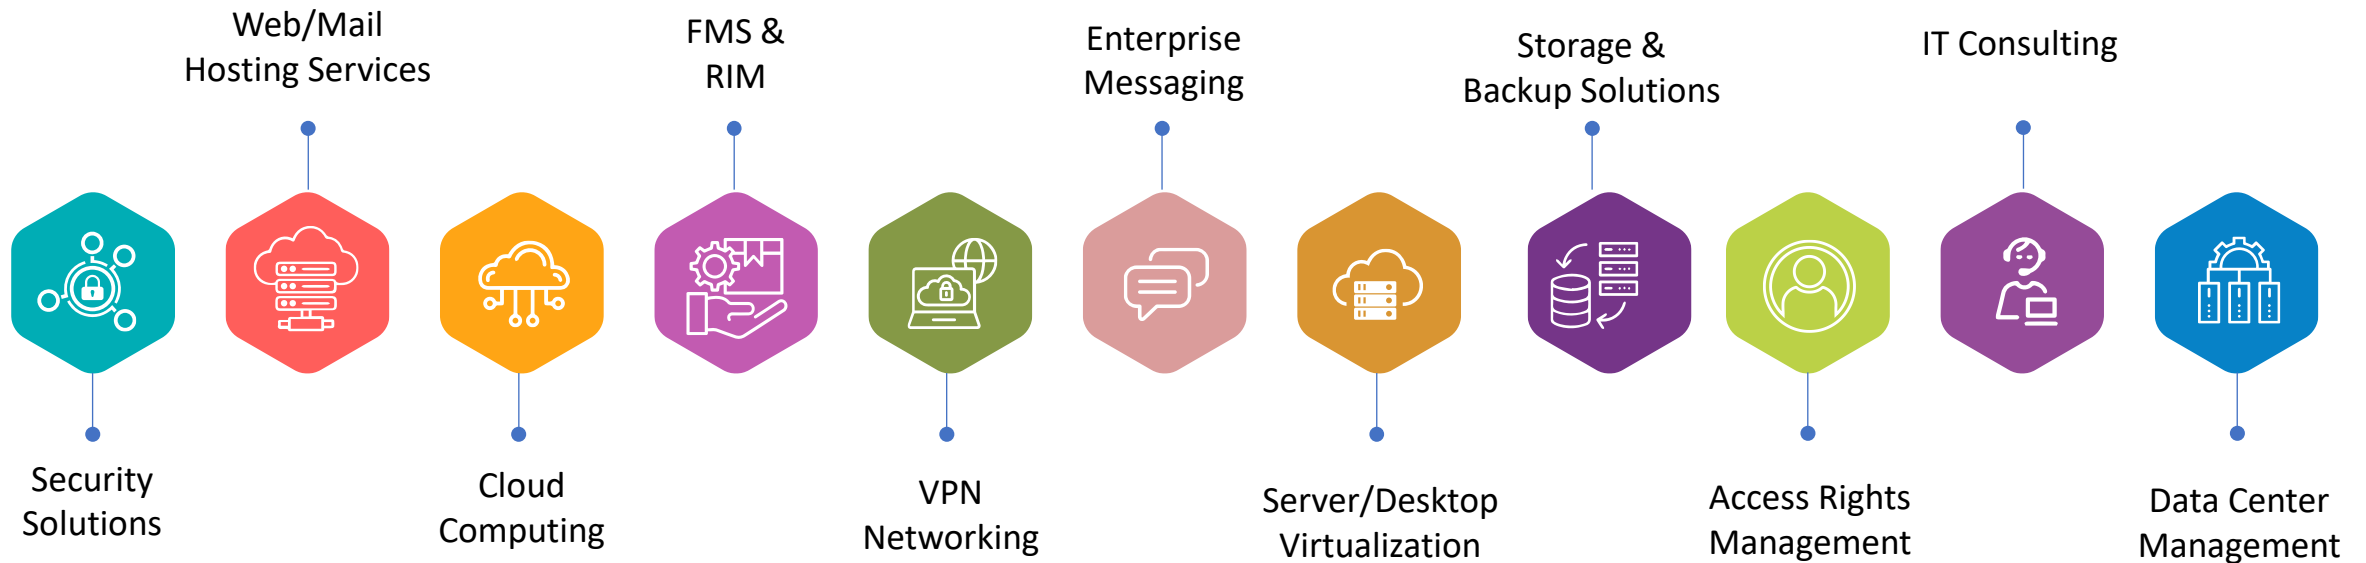 Web/Mail
Hosting Services
FMS &
RIM
Enterprise
Messaging
Storage &
Backup Solutions
IT Consulting
Security
Solutions
Cloud
Computing
VPN
Networking
Server/Desktop
Virtualization
Access Rights
Management
Data Center
Management